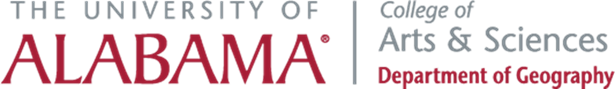 THE UNIVERSITY OF
ALABAMA®
College of
Arts & Sciences
Department of Geography